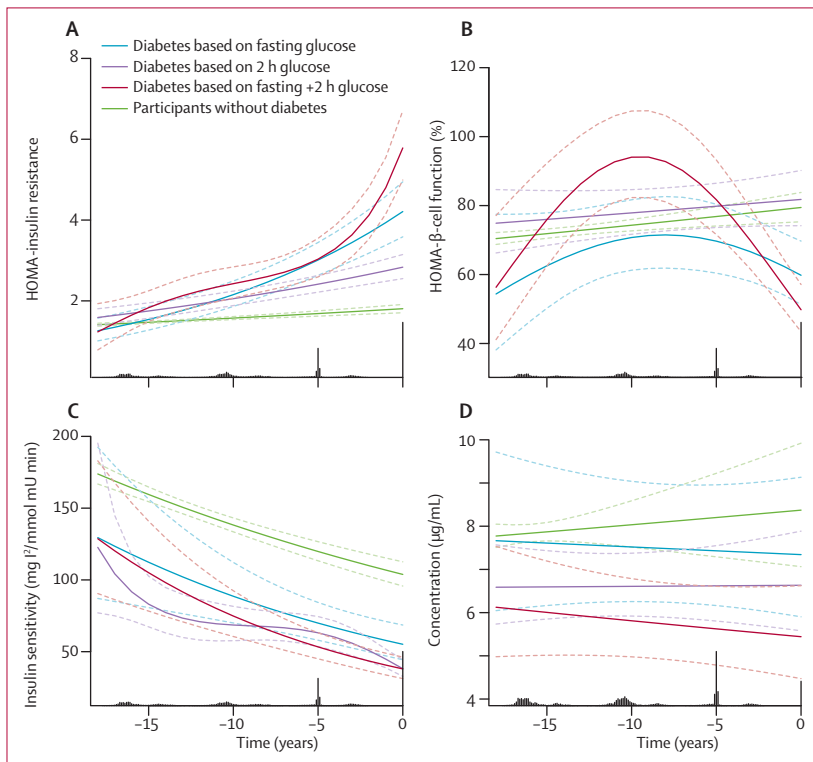 A
8
6
4
2
HOMA-insulin resistance
Diabetes based on fasting glucose
Diabetes based on 2 h glucose
Diabetes based on fasting +2 h glucose
Participants without diabetes
B
120
100
80
60
40
HOMA-β-cell function (%)
C
200
150
100
50
Insulin sensitivity (mg l²/mmol mU min)
−15
−10
−5
0
Time (years)
D
10
8
7
6
4
Concentration (μg/mL)
−15
−10
−5
0
Time (years)